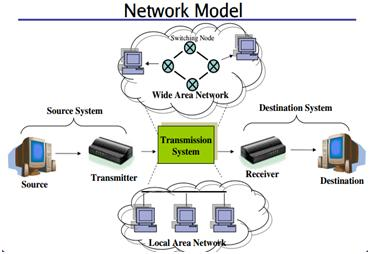 Network Model
Switching Node
Wide Area Network
Source System
Destination System
Transmission
System
Source
Transmitter
Receiver
Destination
Local Area Network